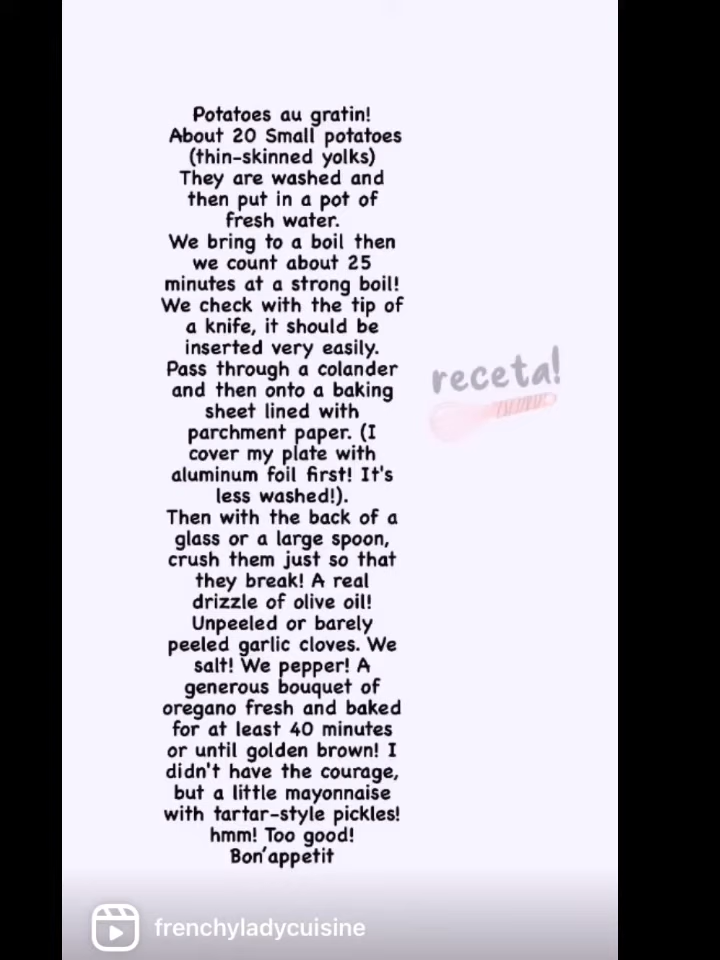 Potatoes au gratin!
About 20 Small potatoes
(thin-skinned yolks)
They are washed and
then put in a pot of
fresh water.
We bring to a boil then
we count about 25
minutes at a strong boil!
We check with the tip of
a knife, it should be
inserted very easily.
Pass through a colander
and then onto a baking
sheet lined with
parchment paper. (I
cover my plate with
aluminum foil first! It's
less washed!).
Then with the back of a
glass or a large spoon,
crush them just so that
they break! A real
drizzle of olive oil!
Unpeeled or barely
peeled garlic cloves. We
salt! We pepper! A
generous bouquet of
oregano fresh and baked
for at least 40 minutes
or until golden brown! I
didn't have the courage,
but a little mayonnaise
with tartar-style pickles!
hmm! Too good!
Bon'appetit
receta!
frenchyladycuisine